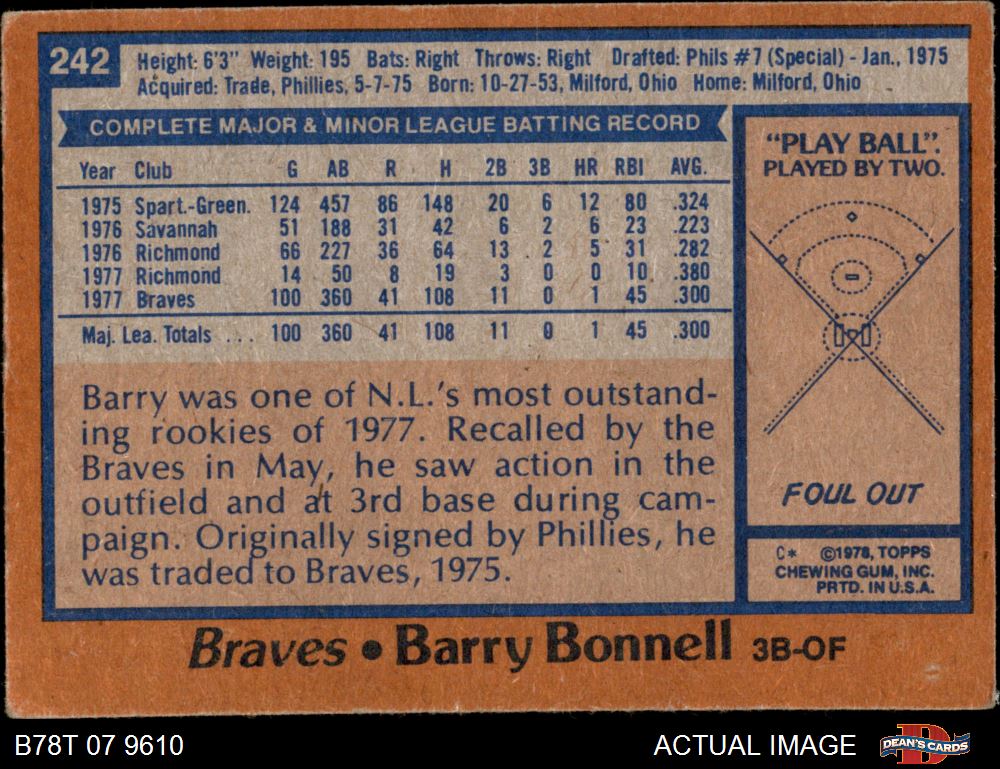 242
Height: 6'3" Weight: 195 Bats: Right Throws: Right Drafted: Phils #7 (Special) - Jan., 1975
Acquired: Trade, Phillies, 5-7-75 Born: 10-27-53, Milford, Ohio Home: Milford, Ohio
COMPLETE MAJOR & MINOR LEAGUE BATTING RECORD
Year Club G AB R H 2B 3B HR RBI AVG.
1975 Spart.-Green. 124 457 86 148 20 6 12 80 .324
1976 Savannah 51 188 31 42 6 2 6 23 .223
1976 Richmond 66 227 36 64 13 2 5 31 .282
1977 Richmond 14 50 8 19 3 0 0 10 .380
1977 Braves 100 360 41 108 11 0 1 45 .300
Maj. Lea. Totals ... 100 360 41 108 11 0 1 45 .300
Barry was one of N.L.'s most outstand-
ing rookies of 1977. Recalled by the
Braves in May, he saw action in the
outfield and at 3rd base during cam-
paign. Originally signed by Phillies, he
was traded to Braves, 1975.
"PLAY BALL".
PLAYED BY TWO.
FOUL OUT
C* ©1978, TOPPS
CHEWING GUM, INC.
PRTD. IN U.S.A.
Braves • Barry Bonnell 3B-OF
B78T 07 9610
ACTUAL IMAGE
DEAN'S CARDS